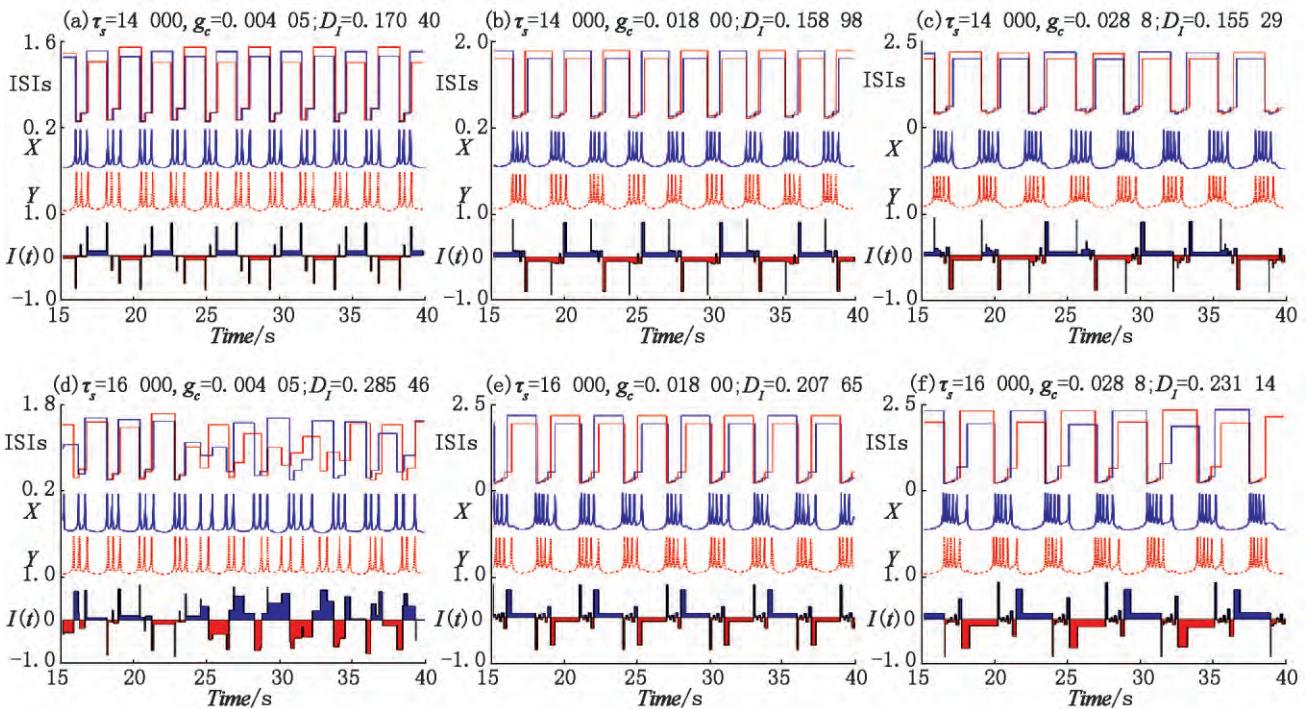 (a) τs=14 000, gc=0. 004 05; DI=0. 170 40
1. 6
ISIs
0. 2
X
Y
1. 0
I(t) 0
−1. 0
15 20 25 30 35 40
Time/s
(b) τs=14 000, gc=0. 018 00; DI=0. 158 98
2. 0
ISIs
0. 2
X
Y
1. 0
I(t) 0
−1. 0
15 20 25 30 35 40
Time/s
(c) τs=14 000, gc=0. 028 8; DI=0. 155 29
2. 5
ISIs
0
X
Y
1. 0
I(t) 0
−1. 0
15 20 25 30 35 40
Time/s
(d) τs=16 000, gc=0. 004 05; DI=0. 285 46
1. 8
ISIs
0. 2
X
Y
1. 0
I(t) 0
−1. 0
15 20 25 30 35 40
Time/s
(e) τs=16 000, gc=0. 018 00; DI=0. 207 65
2. 5
ISIs
0
X
Y
1. 0
I(t) 0
−1. 0
15 20 25 30 35 40
Time/s
(f) τs=16 000, gc=0. 028 8; DI=0. 231 14
2. 5
ISIs
0
X
Y
1. 0
I(t) 0
−1. 0
15 20 25 30 35 40
Time/s